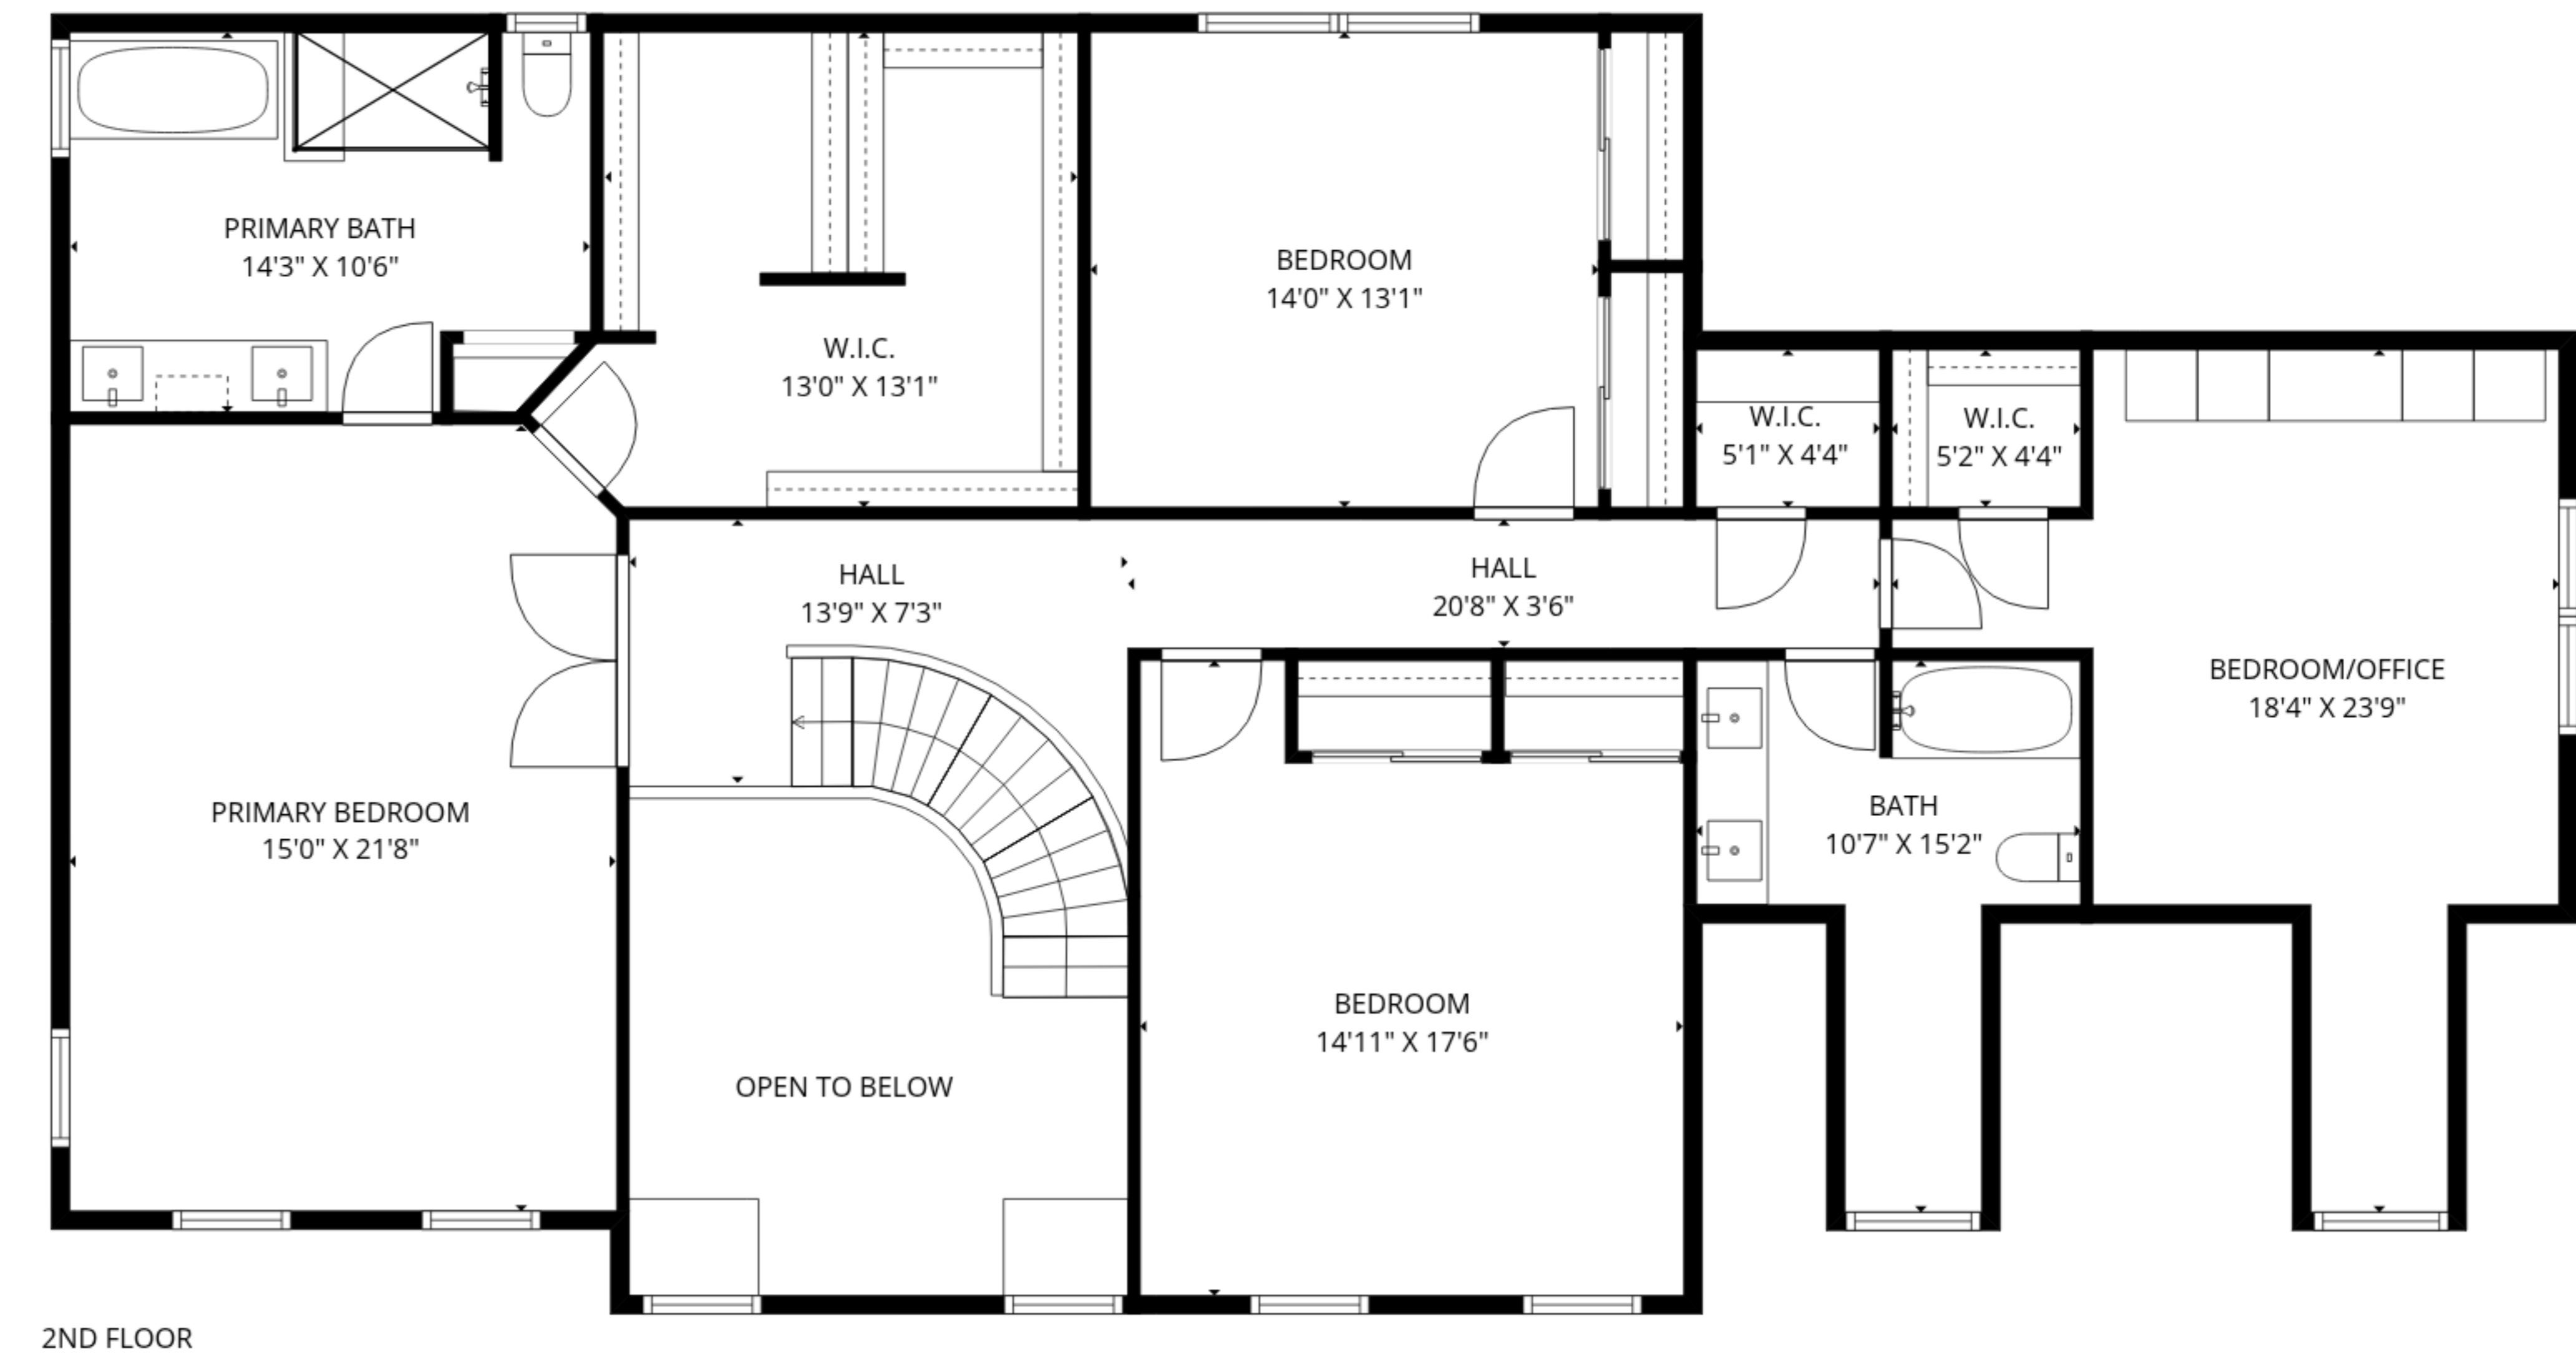 PRIMARY BATH
14'3" X 10'6"
W.I.C.
13'0" X 13'1"
BEDROOM
14'0" X 13'1"
W.I.C.
5'1" X 4'4"
W.I.C.
5'2" X 4'4"
HALL
13'9" X 7'3"
HALL
20'8" X 3'6"
BEDROOM/OFFICE
18'4" X 23'9"
PRIMARY BEDROOM
15'0" X 21'8"
BATH
10'7" X 15'2"
BEDROOM
14'11" X 17'6"
OPEN TO BELOW
2ND FLOOR